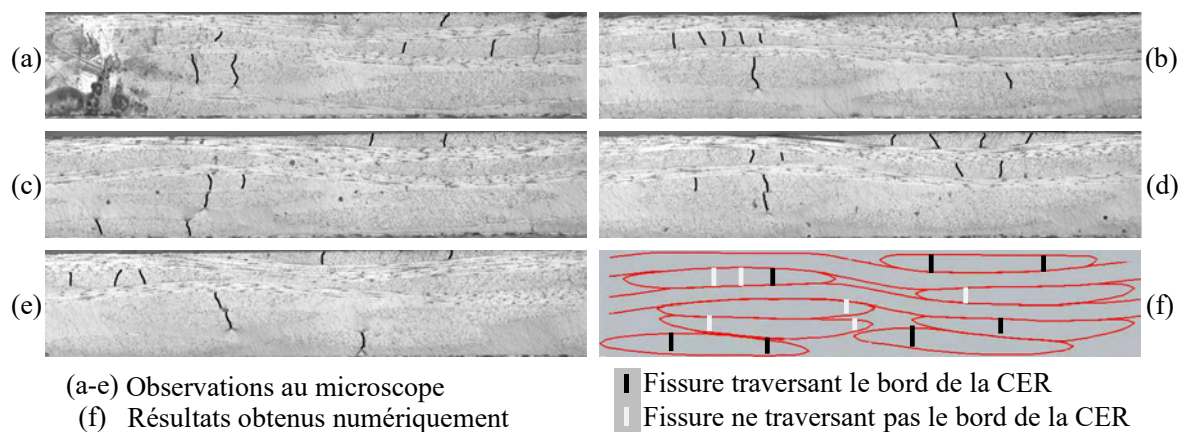 (a)
(b)
(c)
(d)
(e)
(f)
(a-e) Observations au microscope
(f) Résultats obtenus numériquement
Fissure traversant le bord de la CER
Fissure ne traversant pas le bord de la CER